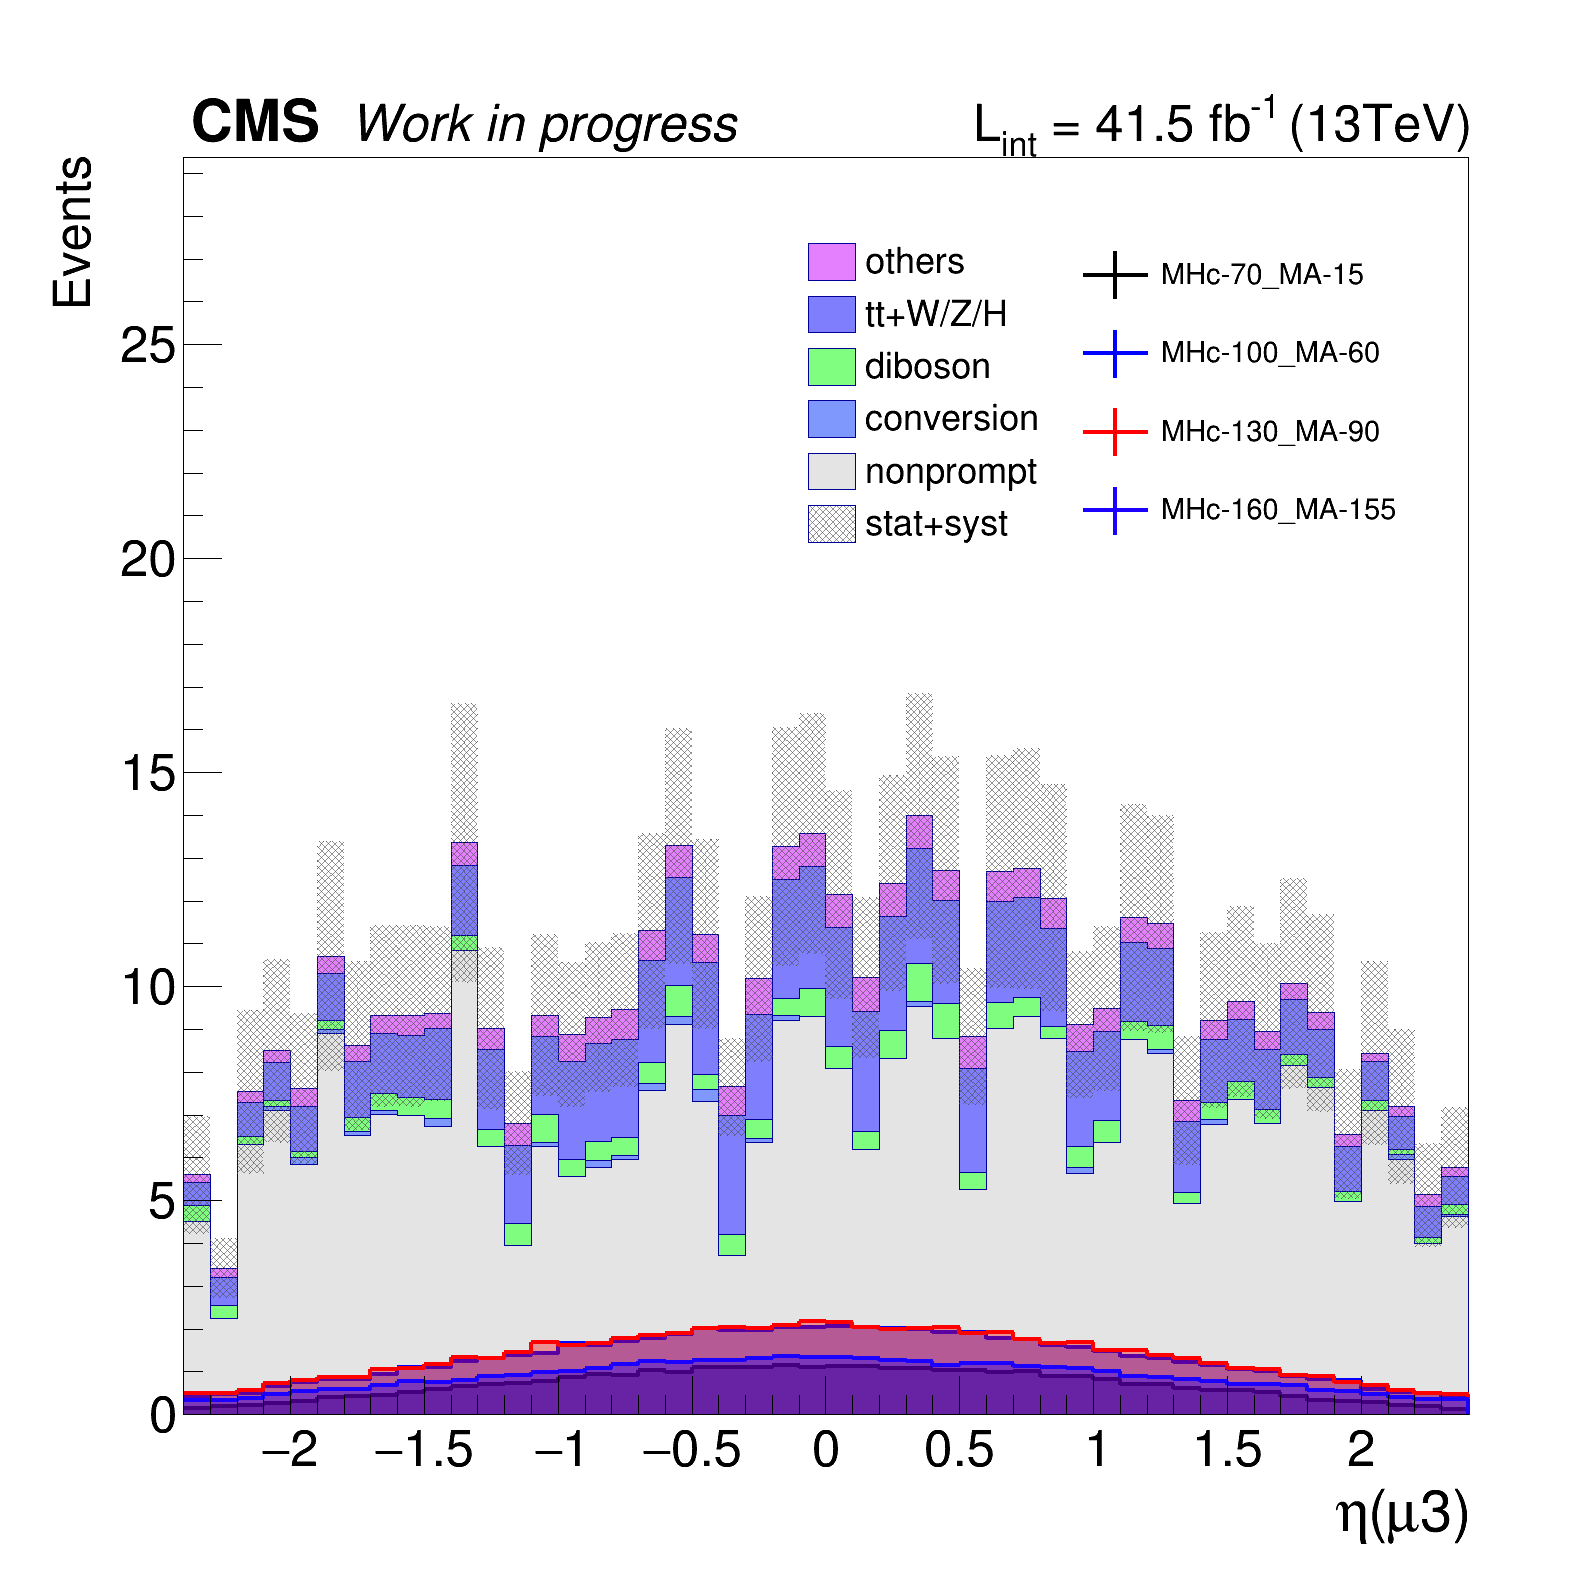 CMS Work in progress
L_int = 41.5 fb^-1 (13TeV)
Events
others
tt+W/Z/H
diboson
conversion
nonprompt
stat+syst
MHc-70_MA-15
MHc-100_MA-60
MHc-130_MA-90
MHc-160_MA-155
25
20
15
10
5
0
−2 −1.5 −1 −0.5 0 0.5 1 1.5 2
η(μ3)